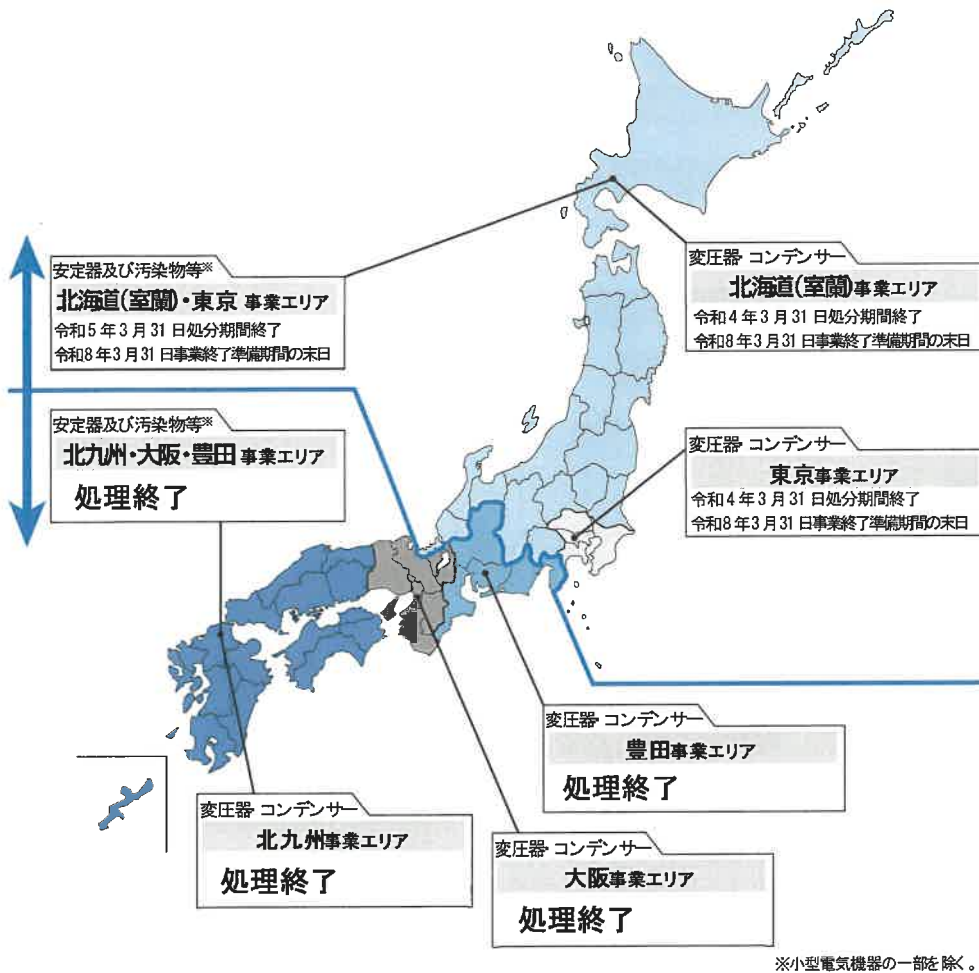 安定器及び汚染物等※
北海道(室蘭)・東京 事業エリア
令和5年3月31日処分期間終了
令和8年3月31日事業終了準備期間の末日
変圧器・コンデンサー
北海道(室蘭)事業エリア
令和4年3月31日処分期間終了
令和8年3月31日事業終了準備期間の末日
安定器及び汚染物等※
北九州・大阪・豊田 事業エリア
処理終了
変圧器・コンデンサー
東京事業エリア
令和4年3月31日処分期間終了
令和8年3月31日事業終了準備期間の末日
変圧器・コンデンサー
豊田事業エリア
処理終了
変圧器・コンデンサー
北九州事業エリア
処理終了
変圧器・コンデンサー
大阪事業エリア
処理終了
※小型電気機器の一部を除く。